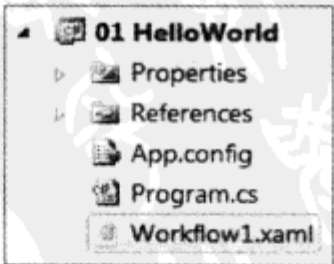 01 HelloWorld
Properties
References
App.config
Program.cs
Workflow1.xaml